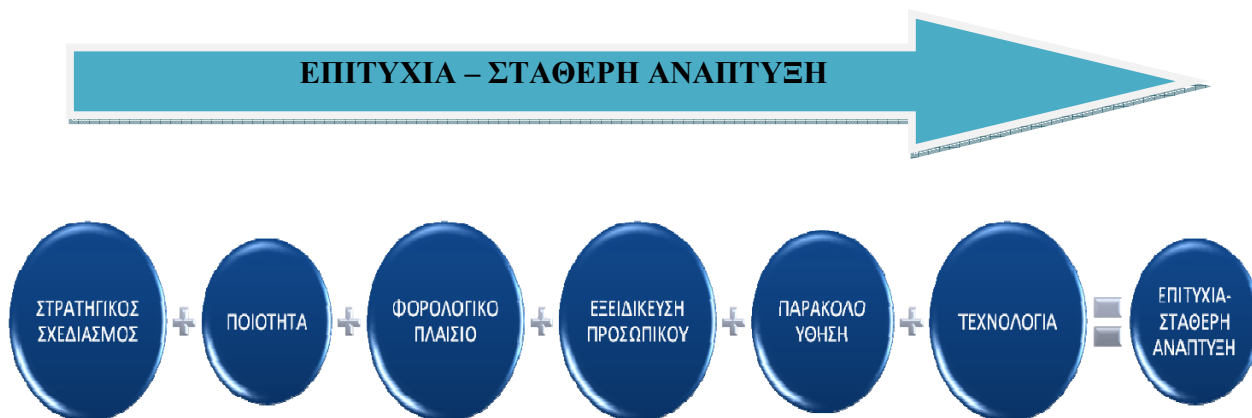 ΕΠΙΤΥΧΙΑ – ΣΤΑΘΕΡΗ ΑΝΑΠΤΥΞΗ
ΣΤΡΑΤΗΓΙΚΟΣ
ΣΧΕΔΙΑΣΜΟΣ
+
ΠΟΙΟΤΗΤΑ
+
ΦΟΡΟΛΟΓΙΚΟ
ΠΛΑΙΣΙΟ
+
ΕΞΕΙΔΙΚΕΥΣΗ
ΠΡΟΣΩΠΙΚΟΥ
+
ΠΑΡΑΚΟΛΟ
ΥΘΗΣΗ
+
ΤΕΧΝΟΛΟΓΙΑ
=
ΕΠΙΤΥΧΙΑ-
ΣΤΑΘΕΡΗ
ΑΝΑΠΤΥΞΗ